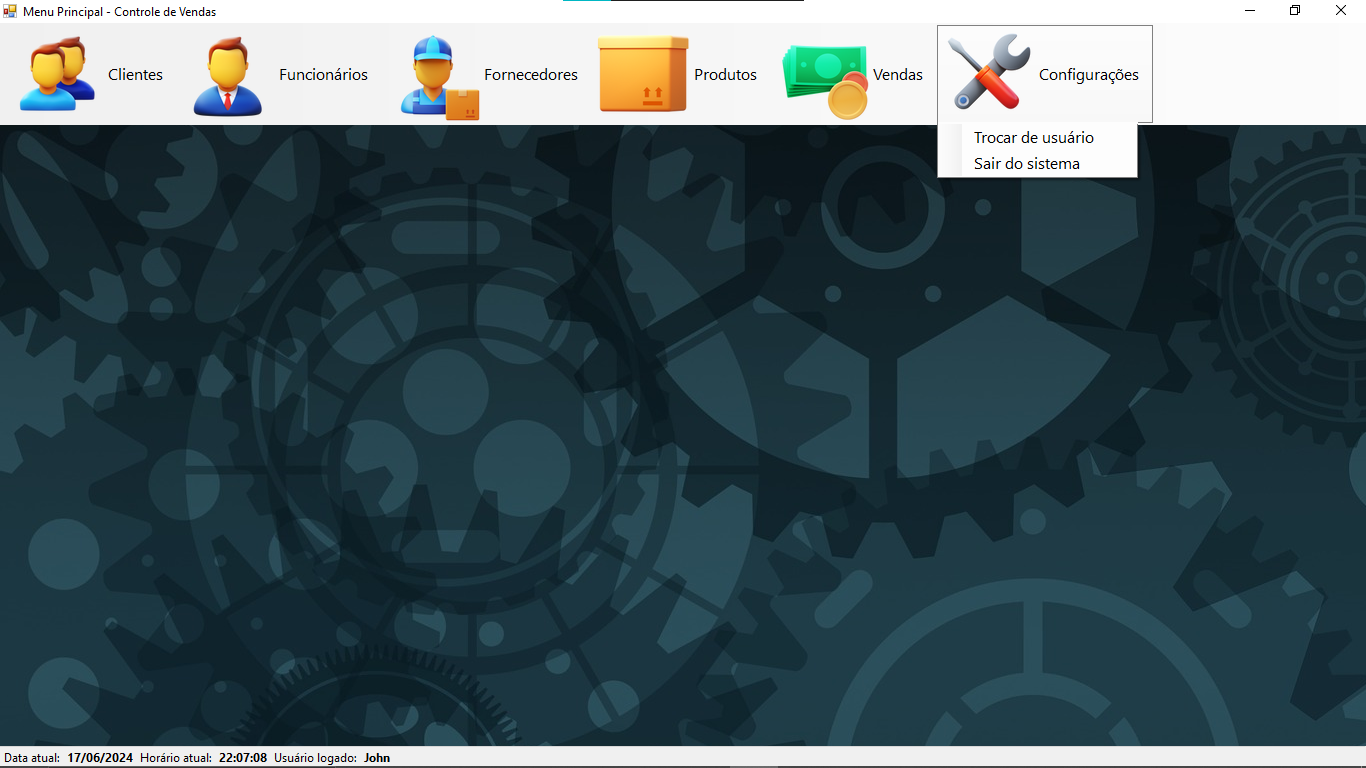 Menu Principal - Controle de Vendas
Clientes Funcionários Fornecedores Produtos Vendas Configurações
Trocar de usuário
Sair do sistema
Data atual: 17/06/2024 Horário atual: 22:07:08 Usuário logado: John